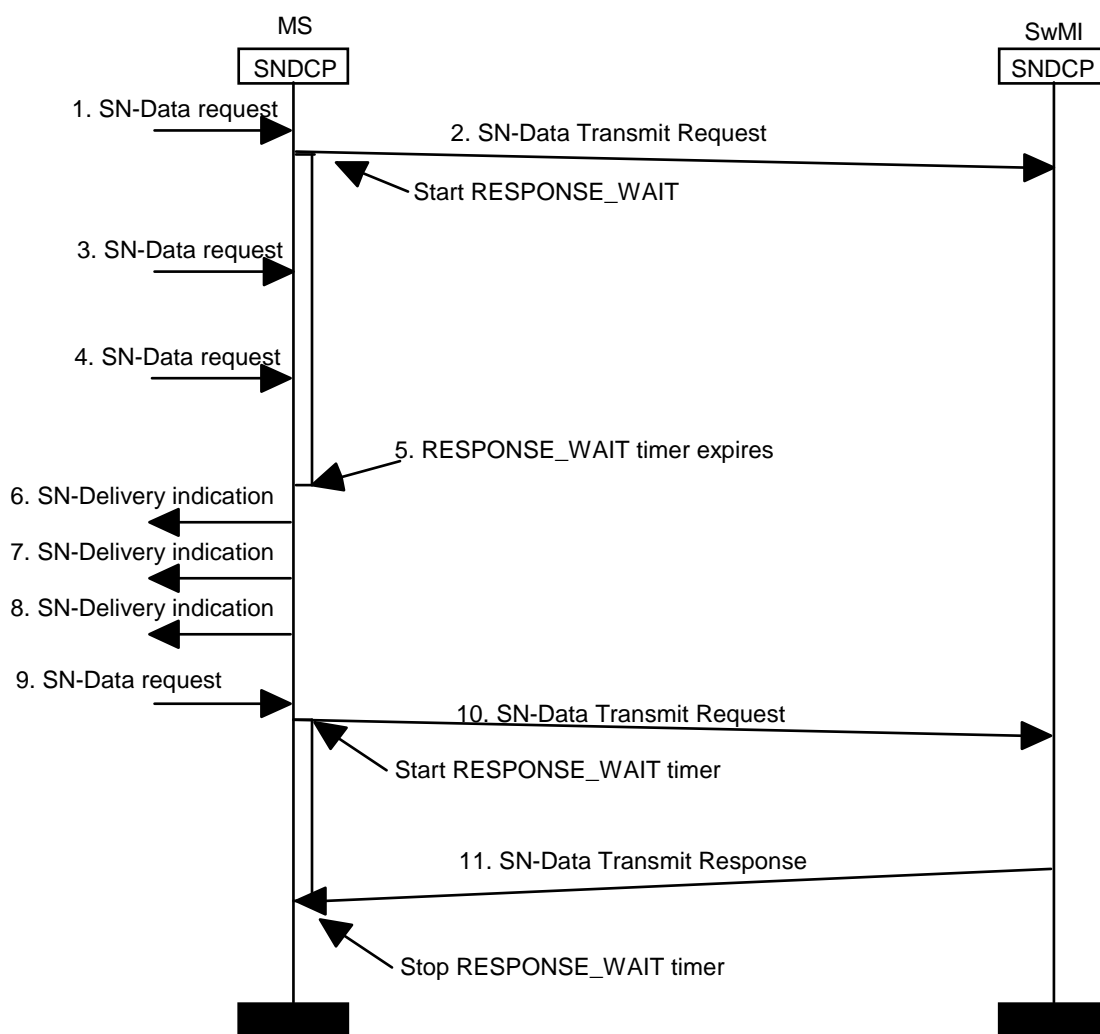 MS
SwMI
SNDCP
SNDCP
1. SN-Data request
2. SN-Data Transmit Request
Start RESPONSE_WAIT
3. SN-Data request
4. SN-Data request
5. RESPONSE_WAIT timer expires
6. SN-Delivery indication
7. SN-Delivery indication
8. SN-Delivery indication
9. SN-Data request
10. SN-Data Transmit Request
Start RESPONSE_WAIT timer
11. SN-Data Transmit Response
Stop RESPONSE_WAIT timer